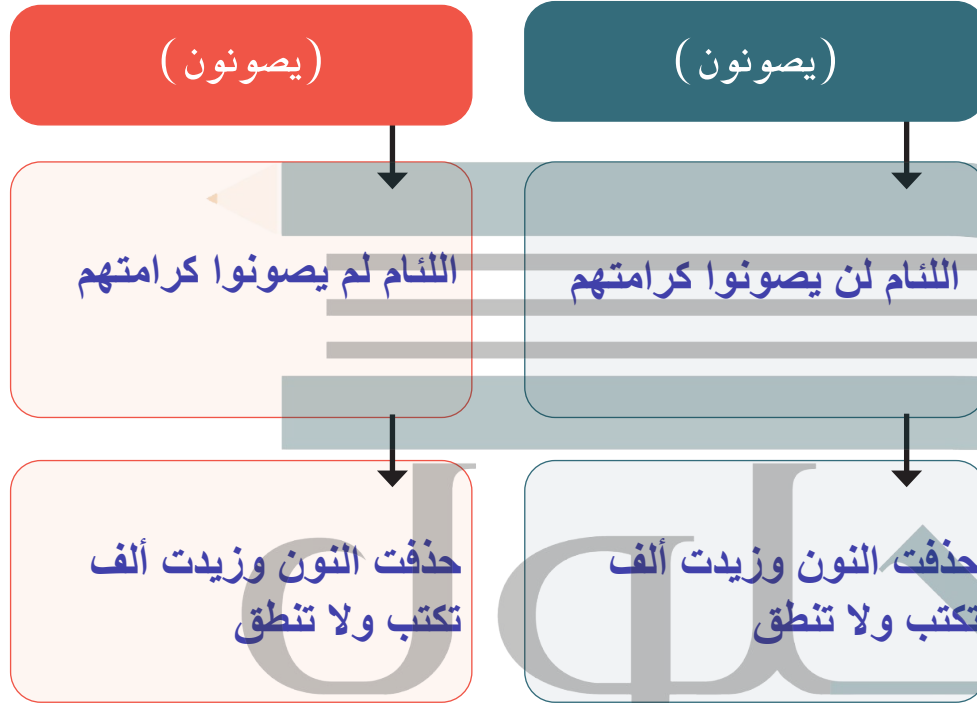 (يصونون)
اللئام لن يصونوا كرامتهم
حذفت النون وزيدت ألف
تكتب ولا تنطق
(يصونون)
اللئام لم يصونوا كرامتهم
حذفت النون وزيدت ألف
تكتب ولا تنطق